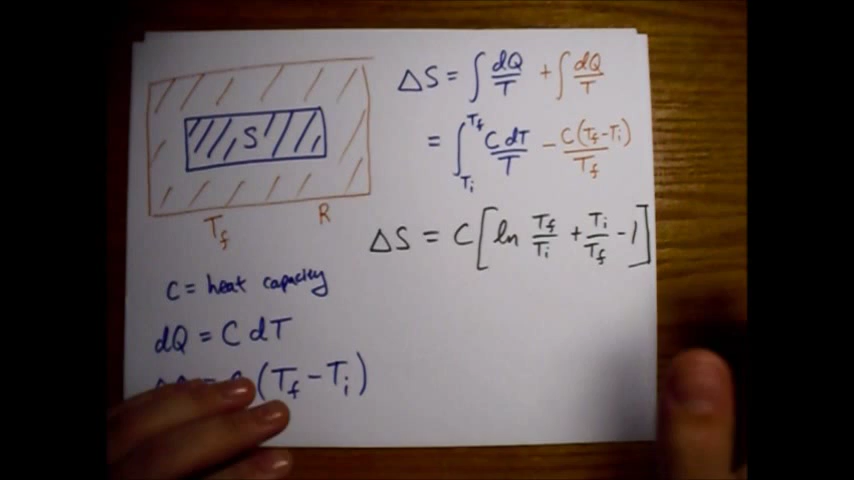 S
T_f R
C = heat capacity
dQ = C dT
(T_f - T_i)
ΔS = ∫ dQ/T + ∫ dQ/T
= ∫_{T_i}^{T_f} C dT/T - C(T_f - T_i)/T_f
ΔS = C [ ln T_f/T_i + T_i/T_f - 1 ]